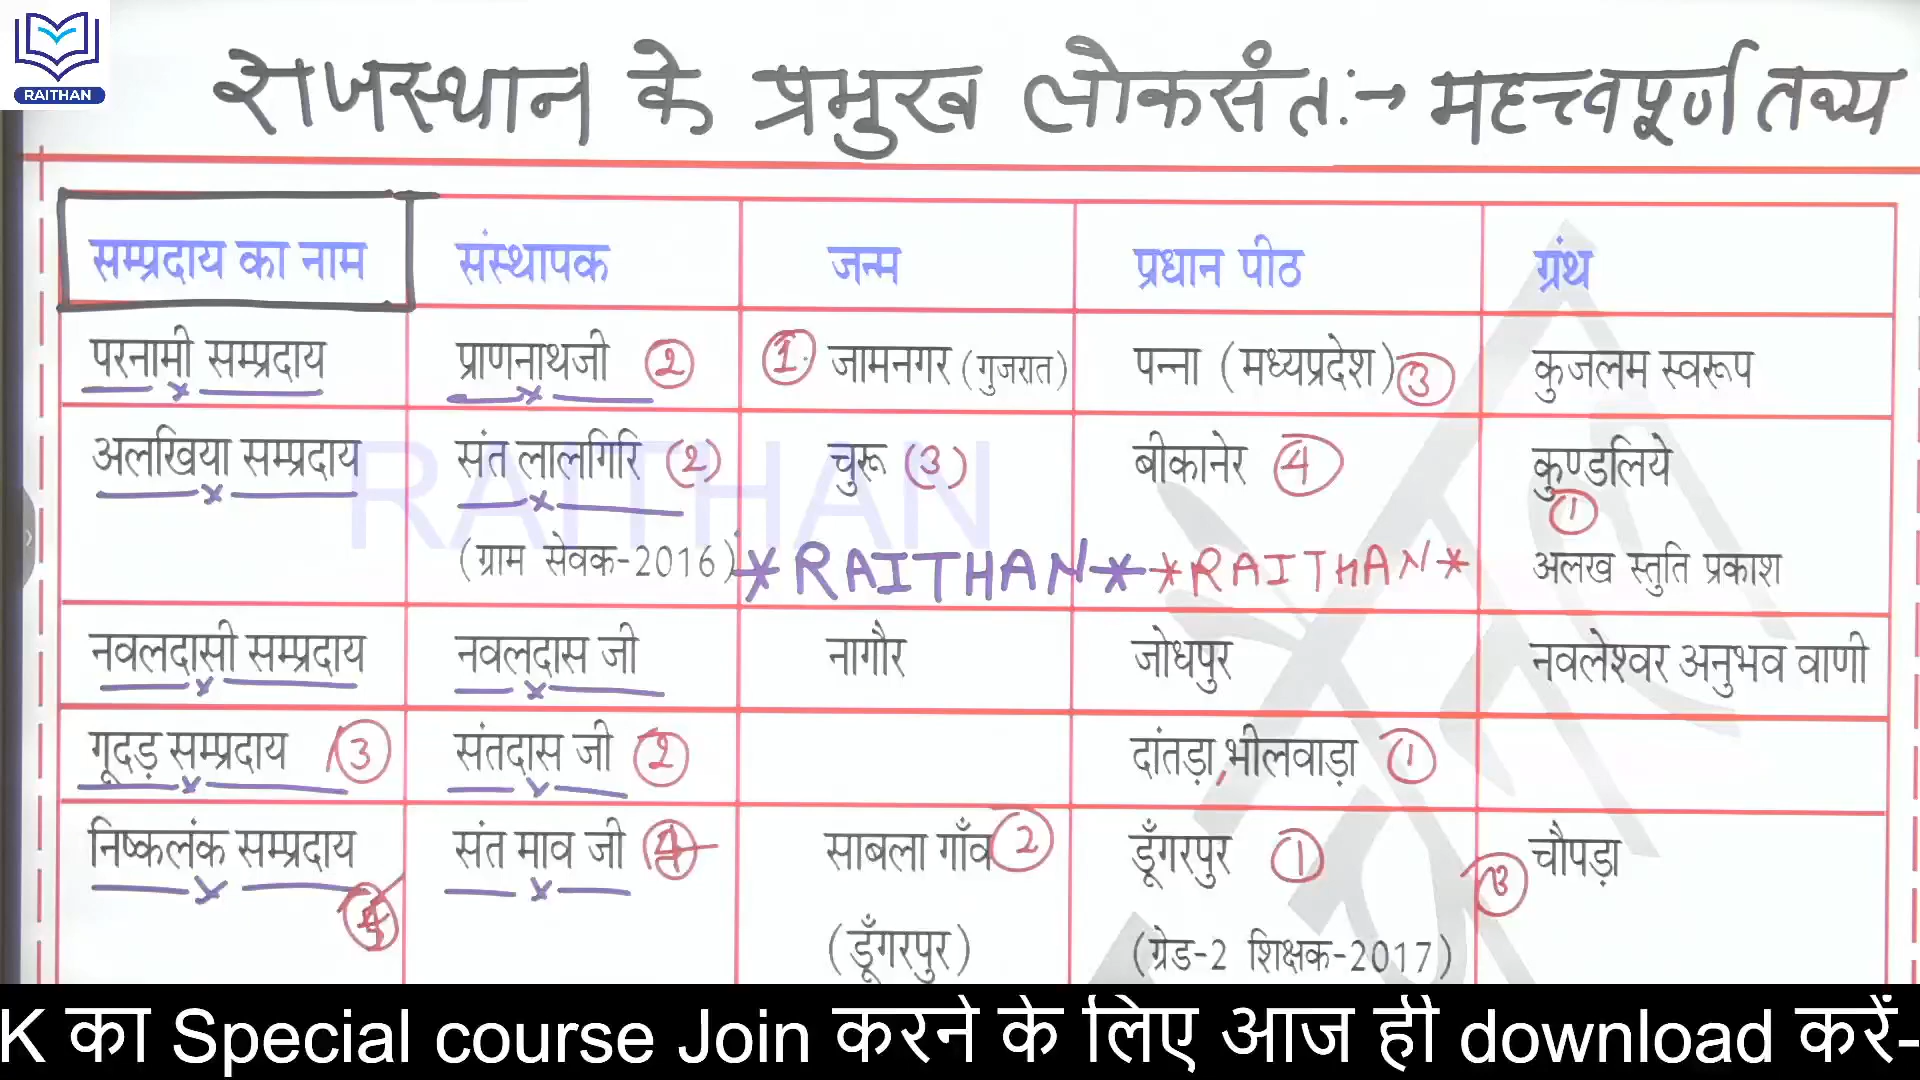 RAITHAN
राजस्थान के प्रमुख लोकसंत :→ महत्त्वपूर्ण तथ्य
सम्प्रदाय का नाम संस्थापक जन्म प्रधान पीठ ग्रंथ
परनामी सम्प्रदाय प्राणनाथजी 2 1 जामनगर (गुजरात) पन्ना (मध्यप्रदेश) 3 कुजलम स्वरूप
अलखिया सम्प्रदाय संत लालगिरि (2) चुरू (3) बीकानेर 4 कुण्डलिये
1
(ग्राम सेवक-2016) *RAITHAN* *RAITHAN* अलख स्तुति प्रकाश
नवलदासी सम्प्रदाय नवलदास जी नागौर जोधपुर नवलेश्वर अनुभव वाणी
गूदड़ सम्प्रदाय 3 संतदास जी 2 दांतड़ा,भीलवाड़ा 1
निष्कलंक सम्प्रदाय संत माव जी 4 साबला गाँव 2 डूँगरपुर 1 3 चौपड़ा
(डूँगरपुर) (ग्रेड-2 शिक्षक-2017)
RAITHAN
K का Special course Join करने के लिए आज ही download करें-